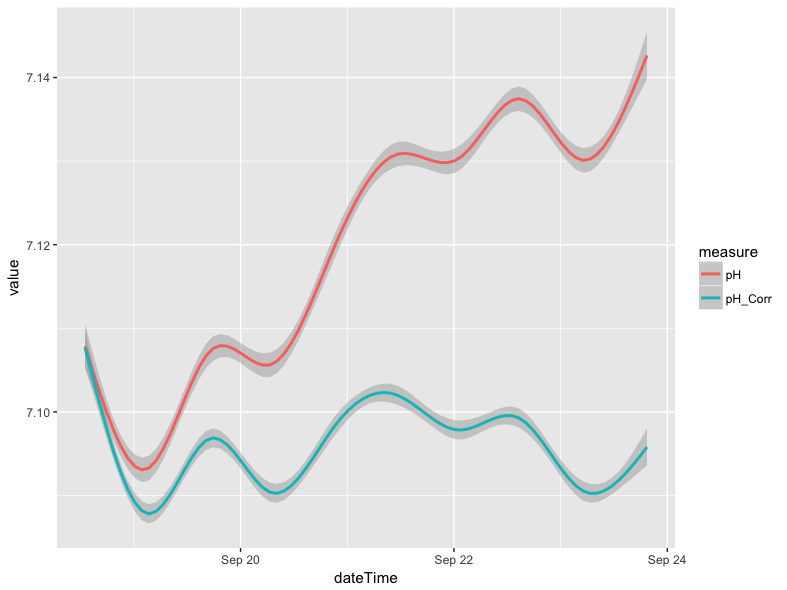 7.14
7.12
7.10
value
Sep 20
Sep 22
Sep 24
dateTime
measure
pH
pH_Corr